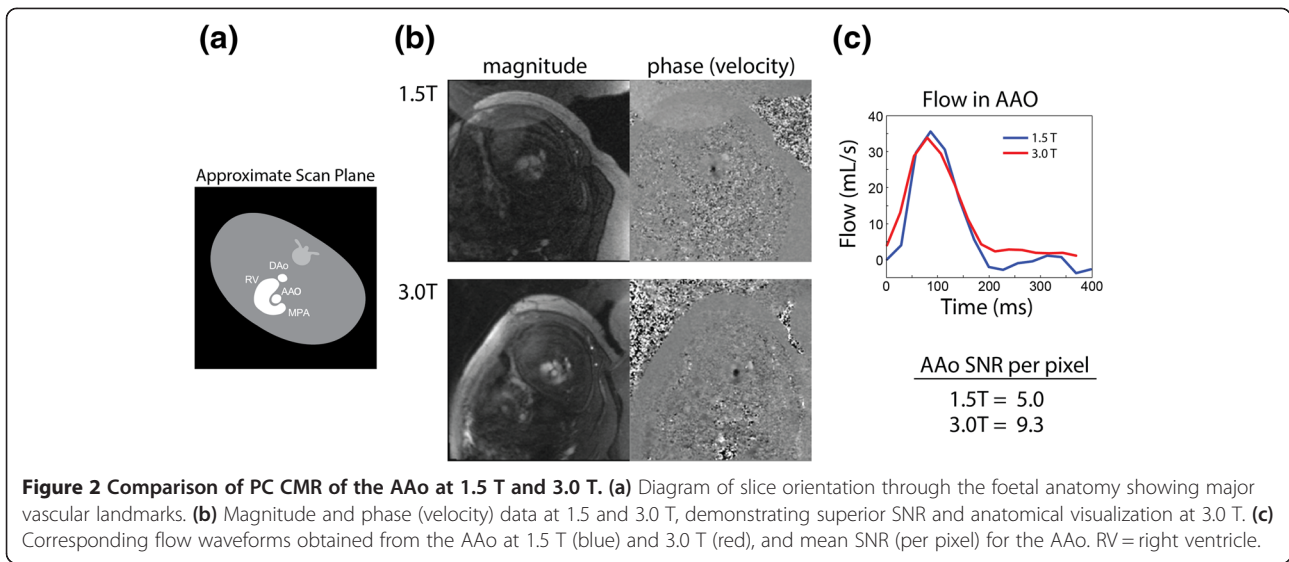 (a)
(b)
(c)
magnitude
phase (velocity)
1.5T
3.0T
Approximate Scan Plane
DAo
RV
AAO
MPA
Flow in AAO
40
30
20
10
0
Flow (mL/s)
1.5 T
3.0 T
0 100 200 300 400
Time (ms)
AAo SNR per pixel
1.5T = 5.0
3.0T = 9.3
Figure 2 Comparison of PC CMR of the AAo at 1.5 T and 3.0 T. (a) Diagram of slice orientation through the foetal anatomy showing major
vascular landmarks. (b) Magnitude and phase (velocity) data at 1.5 and 3.0 T, demonstrating superior SNR and anatomical visualization at 3.0 T. (c)
Corresponding flow waveforms obtained from the AAo at 1.5 T (blue) and 3.0 T (red), and mean SNR (per pixel) for the AAo. RV = right ventricle.